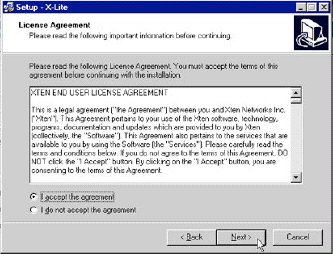 Setup - X-Lite
License Agreement
Please read the following important information before continuing.
Please read the following License Agreement. You must accept the terms of this
agreement before continuing with the installation.
XTEN END USER LICENSE AGREEMENT
This is a legal agreement ("the Agreement") between you and Xten Networks Inc.
("Xten"). This Agreement pertains to your use of the Xten software, technology,
programs, documentation and updates which are provided to you by Xten
(collectively, the "Software"). This Agreement also pertains to the services that are
available to you by using the Software (the "Services"). Please carefully read the
terms and conditions below. If you do not agree to the terms of this Agreement, DO
NOT click the "I Accept" button. By clicking on the "I Accept" button, you are
consenting to the terms of this Agreement.
I accept the agreement
I do not accept the agreement
< Back
Next >
Cancel